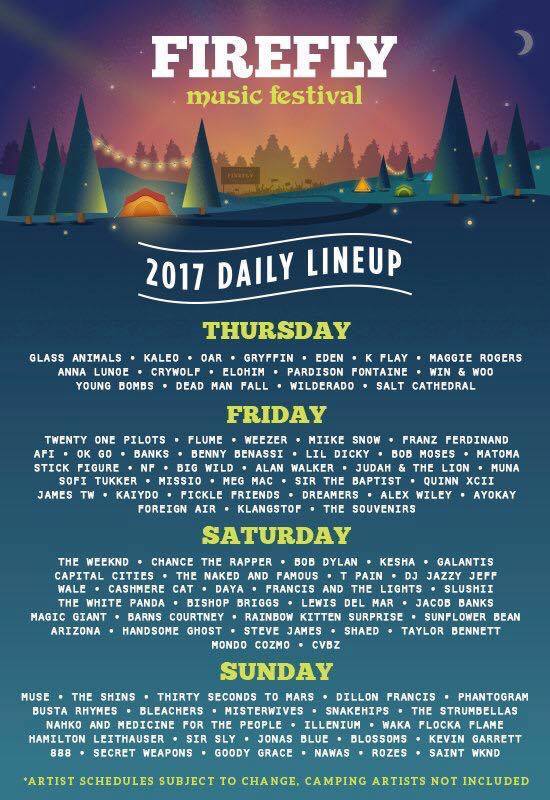 FIREFLY
music festival
FIREFLY
2017 DAILY LINEUP
THURSDAY
GLASS ANIMALS • KALEO • OAR • GRYFFIN • EDEN • K FLAY • MAGGIE ROGERS
ANNA LUNOE • CRYWOLF • ELOHIM • PARDISON FONTAINE • WIN & WOO
YOUNG BOMBS • DEAD MAN FALL • WILDERADO • SALT CATHEDRAL
FRIDAY
TWENTY ONE PILOTS • FLUME • WEEZER • MIIKE SNOW • FRANZ FERDINAND
AFI • OK GO • BANKS • BENNY BENASSI • LIL DICKY • BOB MOSES • MATOMA
STICK FIGURE • NF • BIG WILD • ALAN WALKER • JUDAH & THE LION • MUNA
SOFI TUKKER • MISSIO • MEG MAC • SIR THE BAPTIST • QUINN XCII
JAMES TW • KAIYDO • FICKLE FRIENDS • DREAMERS • ALEX WILEY • AYOKAY
FOREIGN AIR • KLANGSTOF • THE SOUVENIRS
SATURDAY
THE WEEKND • CHANCE THE RAPPER • BOB DYLAN • KESHA • GALANTIS
CAPITAL CITIES • THE NAKED AND FAMOUS • T PAIN • DJ JAZZY JEFF
WALE • CASHMERE CAT • DAYA • FRANCIS AND THE LIGHTS • SLUSHII
THE WHITE PANDA • BISHOP BRIGGS • LEWIS DEL MAR • JACOB BANKS
MAGIC GIANT • BARNS COURTNEY • RAINBOW KITTEN SURPRISE • SUNFLOWER BEAN
ARIZONA • HANDSOME GHOST • STEVE JAMES • SHAED • TAYLOR BENNETT
MONDO COZMO • CVBZ
SUNDAY
MUSE • THE SHINS • THIRTY SECONDS TO MARS • DILLON FRANCIS • PHANTOGRAM
BUSTA RHYMES • BLEACHERS • MISTERWIVES • SNAKEHIPS • THE STRUMBELLAS
NAHKO AND MEDICINE FOR THE PEOPLE • ILLENIUM • WAKA FLOCKA FLAME
HAMILTON LEITHAUSER • SIR SLY • JONAS BLUE • BLOSSOMS • KEVIN GARRETT
888 • SECRET WEAPONS • GOODY GRACE • NAWAS • ROZES • SAINT WKND
*ARTIST SCHEDULES SUBJECT TO CHANGE, CAMPING ARTISTS NOT INCLUDED